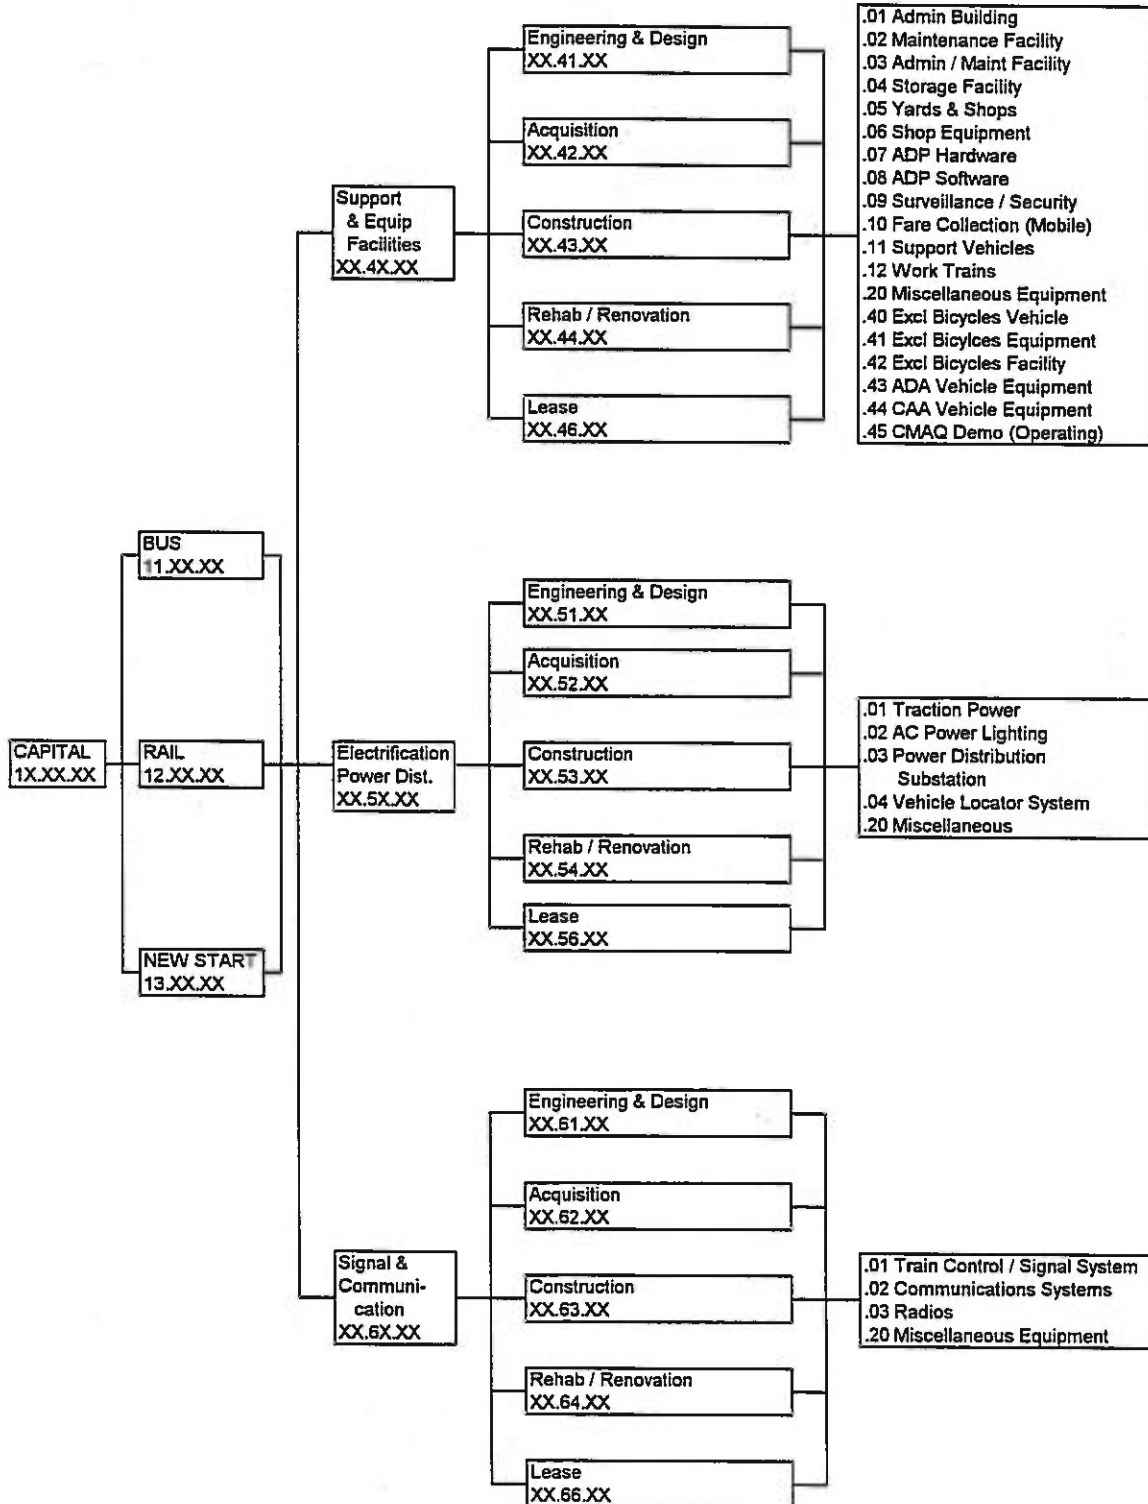 CAPITAL
1X.XX.XX
BUS
11.XX.XX
RAIL
12.XX.XX
NEW START
13.XX.XX
Support
& Equip
Facilities
XX.4X.XX
Engineering & Design
XX.41.XX
Acquisition
XX.42.XX
Construction
XX.43.XX
Rehab / Renovation
XX.44.XX
Lease
XX.46.XX
.01 Admin Building
.02 Maintenance Facility
.03 Admin / Maint Facility
.04 Storage Facility
.05 Yards & Shops
.06 Shop Equipment
.07 ADP Hardware
.08 ADP Software
.09 Surveillance / Security
.10 Fare Collection (Mobile)
.11 Support Vehicles
.12 Work Trains
.20 Miscellaneous Equipment
.40 Excl Bicycles Vehicle
.41 Excl Bicylces Equipment
.42 Excl Bicycles Facility
.43 ADA Vehicle Equipment
.44 CAA Vehicle Equipment
.45 CMAQ Demo (Operating)
Electrification
Power Dist.
XX.5X.XX
Engineering & Design
XX.51.XX
Acquisition
XX.52.XX
Construction
XX.53.XX
Rehab / Renovation
XX.54.XX
Lease
XX.56.XX
.01 Traction Power
.02 AC Power Lighting
.03 Power Distribution
Substation
.04 Vehicle Locator System
.20 Miscellaneous
Signal &
Communi-
cation
XX.6X.XX
Engineering & Design
XX.61.XX
Acquisition
XX.62.XX
Construction
XX.63.XX
Rehab / Renovation
XX.64.XX
Lease
XX.66.XX
.01 Train Control / Signal System
.02 Communications Systems
.03 Radios
.20 Miscellaneous Equipment